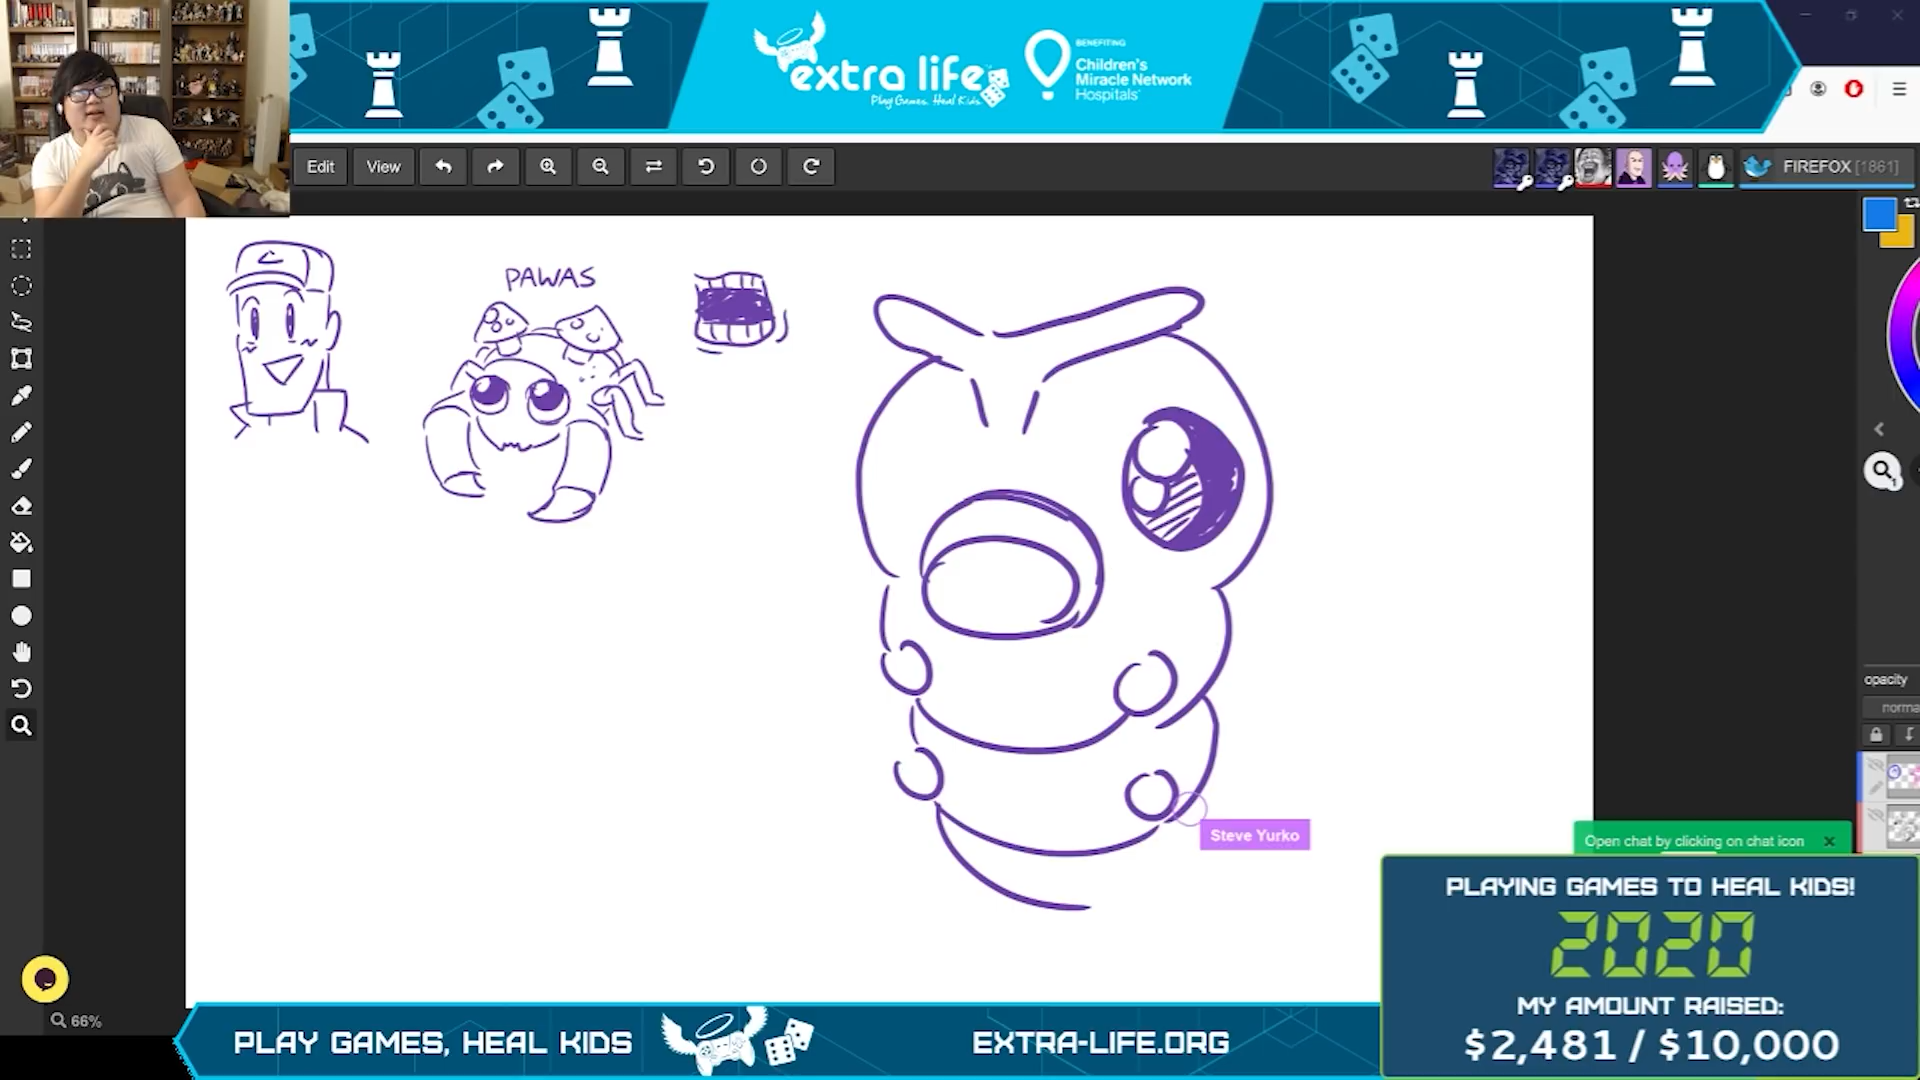 extra life
Play Games. Heal Kids.
BENEFITING
Children's
Miracle Network
Hospitals
Edit
View
FIREFOX [1861]
C
PAWAS
opacity
norma
Steve Yurko
Open chat by clicking on chat icon
PLAYING GAMES TO HEAL KIDS!
2020
MY AMOUNT RAISED:
$2,481 / $10,000
66%
PLAY GAMES, HEAL KIDS
EXTRA-LIFE.ORG